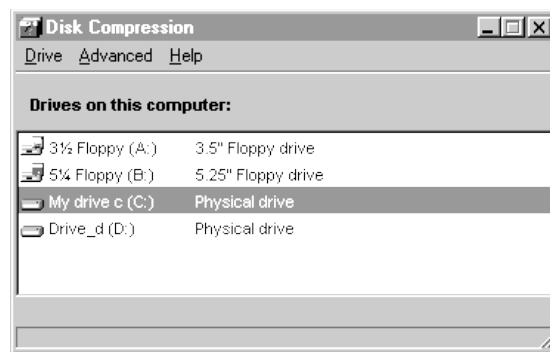 Disk Compression
Drive Advanced Help
Drives on this computer:
3½ Floppy (A:) 3.5" Floppy drive
5¼ Floppy (B:) 5.25" Floppy drive
My drive c (C:) Physical drive
Drive_d (D:) Physical drive